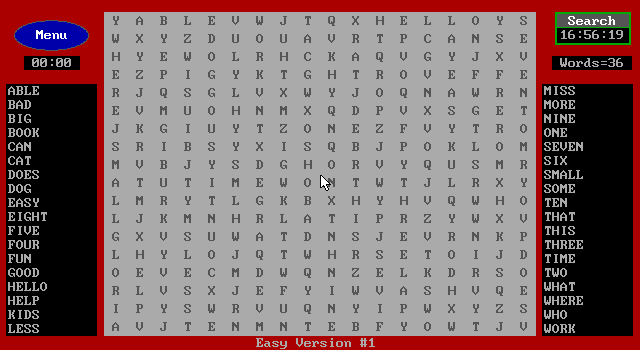 Menu
00:00
Search
16:56:19
Words=36
ABLE
BAD
BIG
BOOK
CAN
CAT
DOES
DOG
EASY
EIGHT
FIVE
FOUR
FUN
GOOD
HELLO
HELP
KIDS
LESS
Y A B L E V W J T Q X H E L L O Y S
W X Y Z D U O U A V R T P C A N S E
H Y E W O L R H C K A Q V G Y J X V
E Z P I G Y K T G H T R O V E F F E
R J Q S G L V X W Y J O Q N A W R N
E V M U O H N M X Q D P V X S G E T
J K G I U Y T Z O N E Z F V Y T R O
S R I B S Y X I S Q B J P O K L O M
M V B J Y S D G H O R V Y Q U S M R
A T U T I M E W O N T W T J L R X Y
L M R Y T L G K B X H Y H V Q W H O
L J K M N H R L A T I P R Z Y W X V
G X V S U W A T D N S J E V R N K P
L H Y L O J Q T W H R S E T O I J D
O E V E C M D W Q N Z E L K D R S O
R L V S X J E F Y I W V A S H V Q E
I P Y S W R V U Q N Y I P W X Y Z S
A V J T E N M N T E B F Y O W T J V
MISS
MORE
NINE
ONE
SEVEN
SIX
SMALL
SOME
TEN
THAT
THIS
THREE
TIME
TWO
WHAT
WHERE
WHO
WORK
Easy Version #1